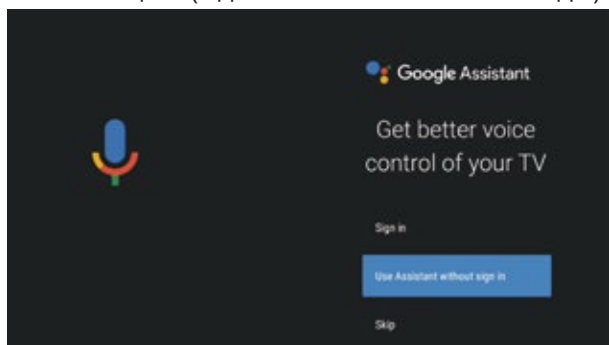 Google Assistant
Get better voice
control of your TV
Sign in
Use Assistant without sign in
Skip